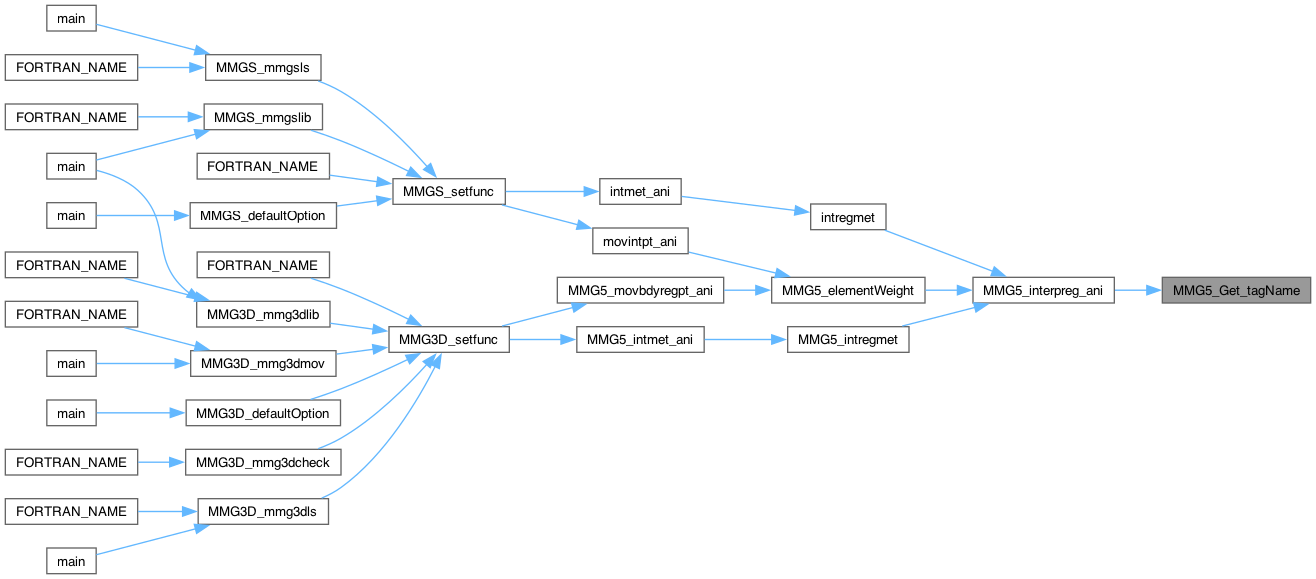 main
FORTRAN_NAME
MMGS_mmgsls
FORTRAN_NAME
MMGS_mmgslib
main
FORTRAN_NAME
MMGS_setfunc
intmet_ani
main
MMGS_defaultOption
intregmet
movintpt_ani
FORTRAN_NAME
FORTRAN_NAME
MMG5_movbdyregpt_ani
MMG5_elementWeight
MMG5_interpreg_ani
MMG5_Get_tagName
FORTRAN_NAME
MMG3D_mmg3dlib
MMG3D_setfunc
MMG5_intmet_ani
MMG5_intregmet
main
MMG3D_mmg3dmov
main
MMG3D_defaultOption
FORTRAN_NAME
MMG3D_mmg3dcheck
FORTRAN_NAME
MMG3D_mmg3dls
main